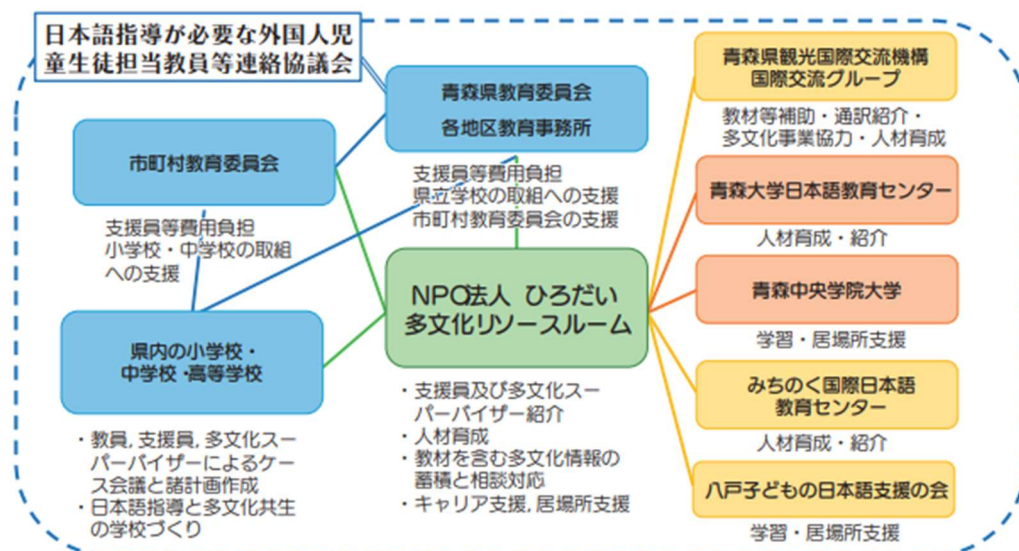 日本語指導が必要な外国人児
童生徒担当教員等連絡協議会
青森県教育委員会
各地区教育事務所
支援員等費用負担
県立学校の取組への支援
市町村教育委員会の支援
市町村教育委員会
支援員等費用負担
小学校・中学校の取組
への支援
県内の小学校・
中学校・高等学校
・教員，支援員，多文化スー
パーバイザーによるケー
ス会議と諸計画作成
・日本語指導と多文化共生
の学校づくり
NPO法人 ひろだい
多文化リソースルーム
・支援員及び多文化スー
パーバイザー紹介
・人材育成
・教材を含む多文化情報の
蓄積と相談対応
・キャリア支援，居場所支援
青森県観光国際交流機構
国際交流グループ
教材等補助・通訳紹介・
多文化事業協力・人材育成
青森大学日本語教育センター
人材育成・紹介
青森中央学院大学
学習・居場所支援
みちのく国際日本語
教育センター
人材育成・紹介
八戸子どもの日本語支援の会
学習・居場所支援